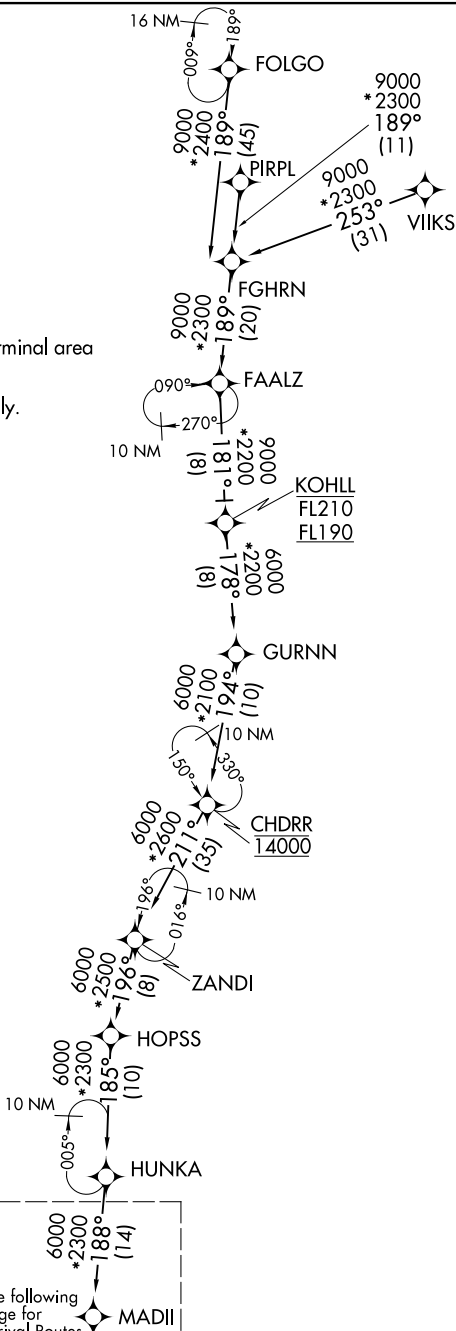 16 NM
189°
009°
FOLGO
9000
*2400
189°
(45)
9000
*2300
189°
(11)
PIRPL
9000
*2300
253°
(31)
VIIKS
FGHRN
9000
*2300
189°
(20)
rminal area
ly.
FAALZ
090°
270°
10 NM
9000
*2200
181°
(8)
KOHLL
FL210
FL190
6000
*2200
178°
(8)
GURNN
6000
*2100
194°
(10)
10 NM
150°
330°
CHDRR
14000
6000
*2600
211°
(35)
196°
016°
10 NM
ZANDI
6000
*2500
196°
(8)
HOPSS
6000
*2300
185°
(10)
10 NM
005°
HUNKA
6000
*2300
188°
(14)
e following
ge for
MADII
rival Routes